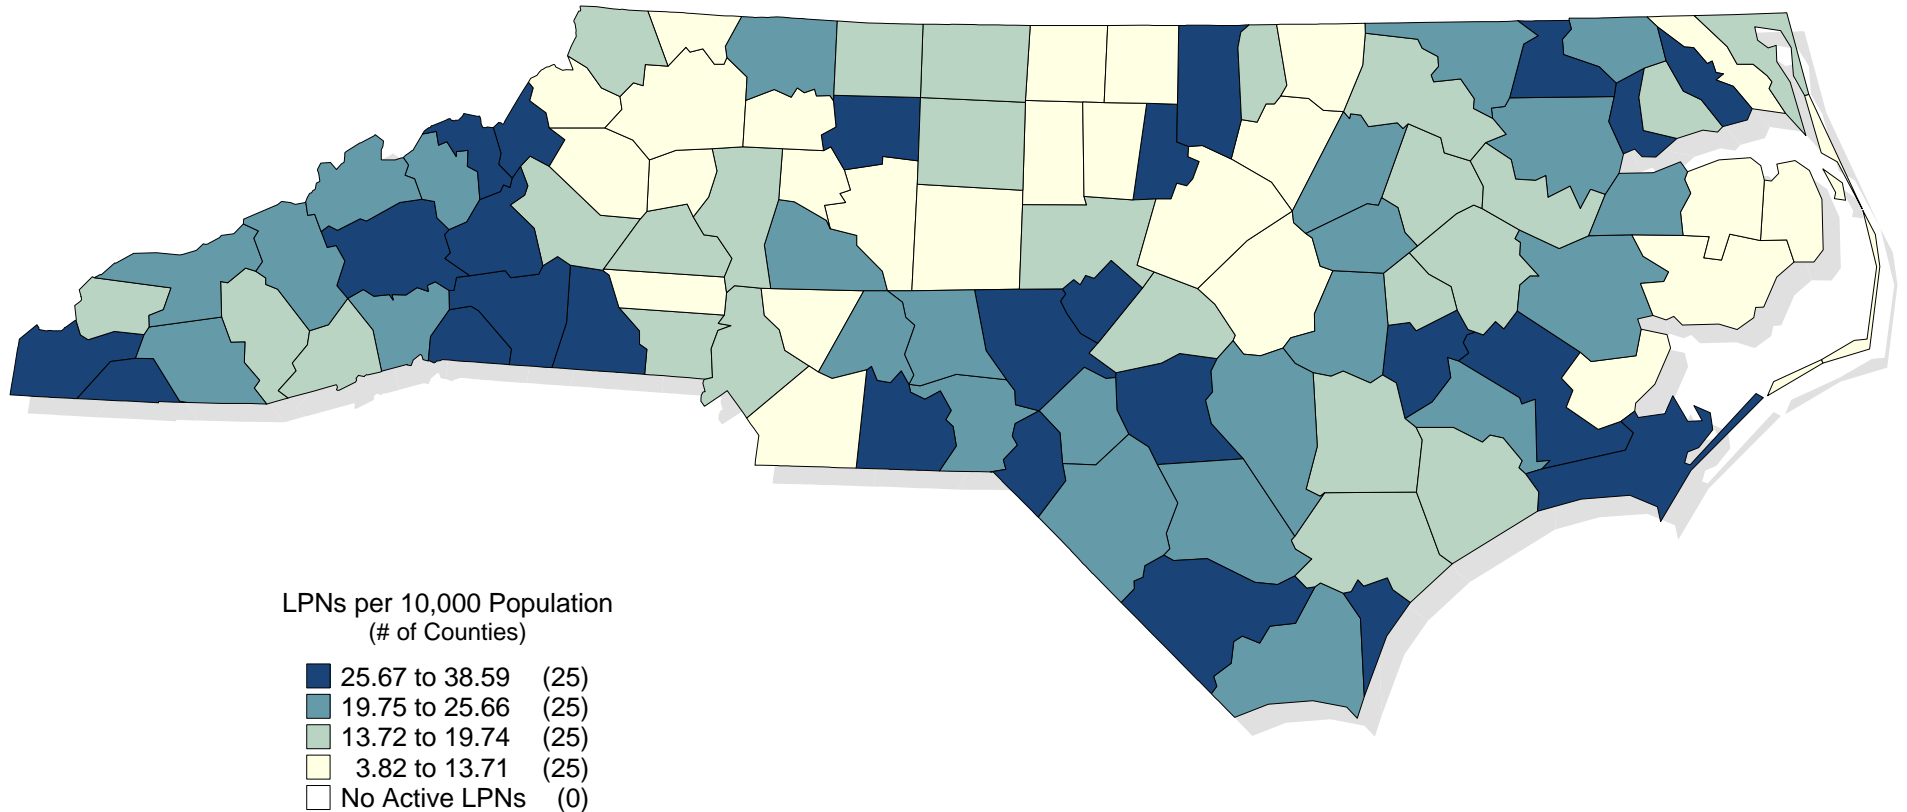 LPNs per 10,000 Population
(# of Counties)
25.67 to 38.59 (25)
19.75 to 25.66 (25)
13.72 to 19.74 (25)
3.82 to 13.71 (25)
No Active LPNs (0)